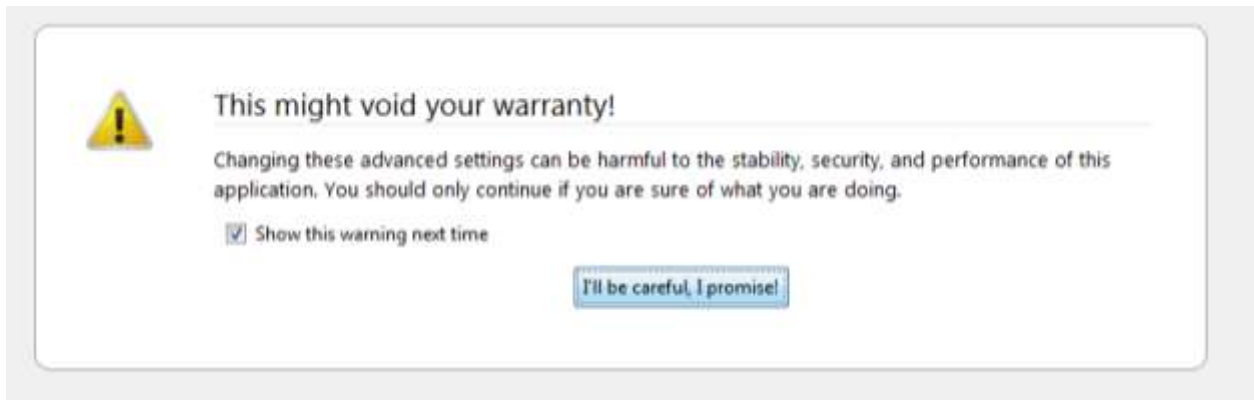 This might void your warranty!
Changing these advanced settings can be harmful to the stability, security, and performance of this
application. You should only continue if you are sure of what you are doing.
Show this warning next time
I'll be careful, I promise!